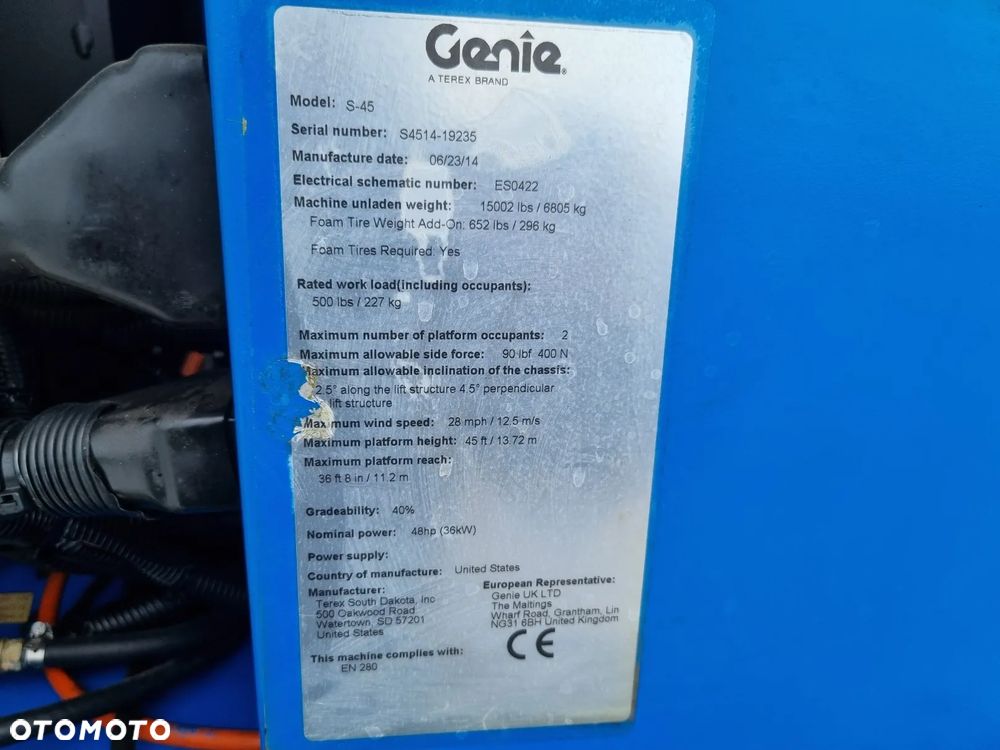 Genie®
A TEREX BRAND
Model: S-45
Serial number: S4514-19235
Manufacture date: 06/23/14
Electrical schematic number: ES0422
Machine unladen weight: 15002 lbs / 6805 kg
Foam Tire Weight Add-On: 652 lbs / 296 kg
Foam Tires Required: Yes
Rated work load(including occupants):
500 lbs / 227 kg
Maximum number of platform occupants: 2
Maximum allowable side force: 90 lbf 400 N
Maximum allowable inclination of the chassis:
2.5° along the lift structure 4.5° perpendicular
lift structure
Maximum wind speed: 28 mph / 12.5 m/s
Maximum platform height: 45 ft / 13.72 m
Maximum platform reach:
36 ft 8 in / 11.2 m
Gradeability: 40%
Nominal power: 48hp (36kW)
Power supply:
Country of manufacture: United States
Manufacturer:
Terex South Dakota, Inc
500 Oakwood Road
Watertown, SD 57201
United States
European Representative:
Genie UK LTD
The Maltings
Wharf Road, Grantham, Lin
NG31 6BH United Kingdom
CE
This machine complies with:
EN 280
OTOMOTO